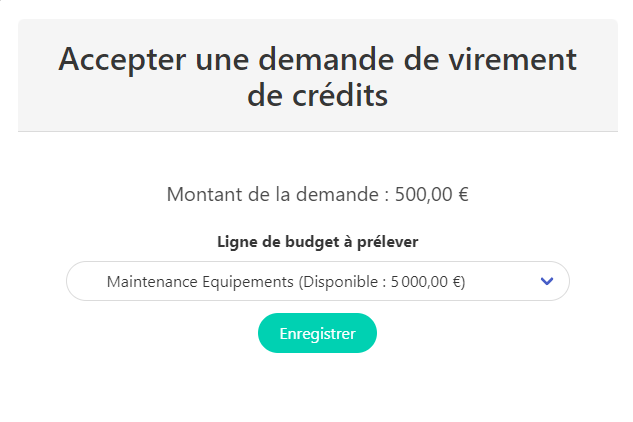 Accepter une demande de virement
de crédits
Montant de la demande : 500,00 €
Ligne de budget à prélever
Maintenance Equipements (Disponible : 5 000,00 €)
Enregistrer